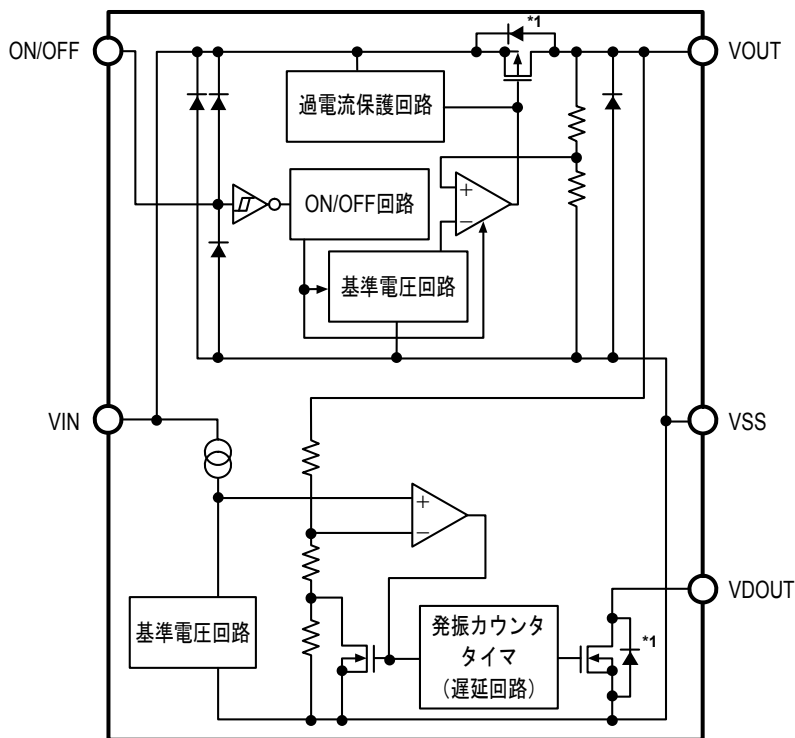 *1
ON/OFF
VOUT
過電流保護回路
ON/OFF回路
+
−
基準電圧回路
VIN
VSS
+
−
VDOUT
基準電圧回路
発振カウンタ
タイマ
（遅延回路）
*1